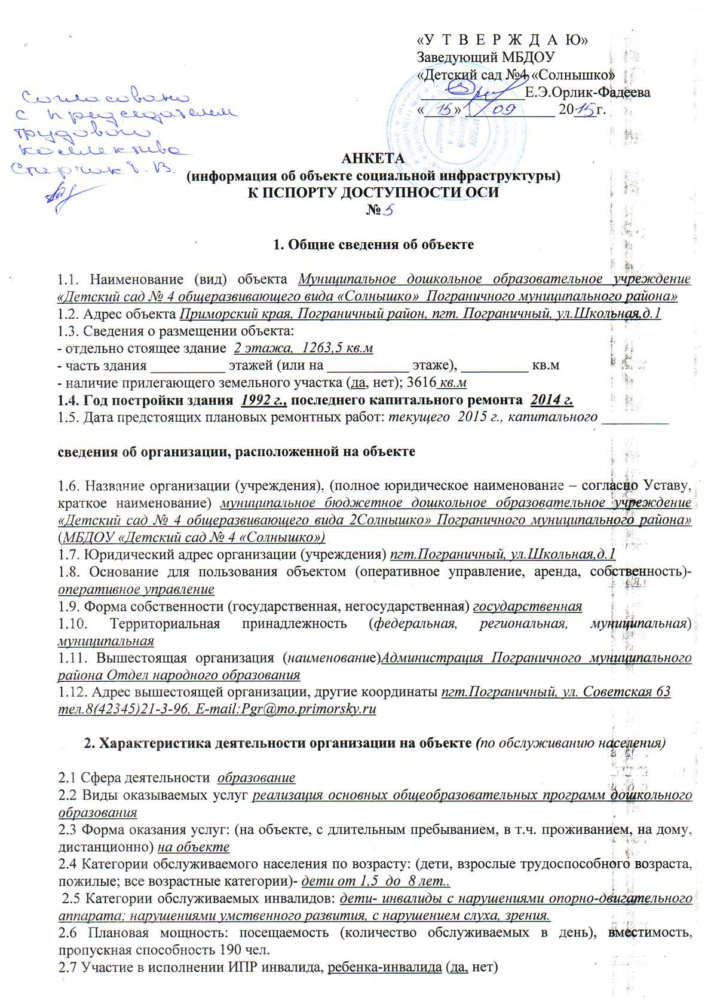 «У Т В Е Р Ж Д А Ю»
Заведующий МБДОУ
«Детский сад №4 «Солнышко»
_____________Е.Э.Орлик-Фадеева
«15» 09 2015г.
Согласовано
с председателем
трудового
коллектива
АНКЕТА
(информация об объекте социальной инфраструктуры)
К ПСПОРТУ ДОСТУПНОСТИ ОСИ
№ 5
1. Общие сведения об объекте
1.1. Наименование (вид) объекта Муниципальное дошкольное образовательное учреждение
«Детский сад № 4 общеразвивающего вида «Солнышко» Пограничного муниципального района»
1.2. Адрес объекта Приморский края, Пограничный район, пгт. Пограничный, ул.Школьная,д.1
1.3. Сведения о размещении объекта:
- отдельно стоящее здание 2 этажа, 1263,5 кв.м
- часть здания __________ этажей (или на ___________ этаже), _________ кв.м
- наличие прилегающего земельного участка (да, нет); 3616 кв.м
1.4. Год постройки здания 1992 г., последнего капитального ремонта 2014 г.
1.5. Дата предстоящих плановых ремонтных работ: текущего 2015 г., капитального _________
сведения об организации, расположенной на объекте
1.6. Название организации (учреждения), (полное юридическое наименование – согласно Уставу,
краткое наименование) муниципальное бюджетное дошкольное образовательное учреждение
«Детский сад № 4 общеразвивающего вида 2Солнышко» Пограничного муниципального района»
(МБДОУ «Детский сад № 4 «Солнышко»)
1.7. Юридический адрес организации (учреждения) пгт.Пограничный, ул.Школьная,д.1
1.8. Основание для пользования объектом (оперативное управление, аренда, собственность)-
оперативное управление
1.9. Форма собственности (государственная, негосударственная) государственная
1.10. Территориальная принадлежность (федеральная, региональная, муниципальная)
муниципальная
1.11. Вышестоящая организация (наименование)Администрация Пограничного муниципального
района Отдел народного образования
1.12. Адрес вышестоящей организации, другие координаты пгт.Пограничный, ул. Советская 63
тел.8(42345)21-3-96, E-mail:Pgr@mo.primorsky.ru
2. Характеристика деятельности организации на объекте (по обслуживанию населения)
2.1 Сфера деятельности образование
2.2 Виды оказываемых услуг реализация основных общеобразовательных программ дошкольного
образования
2.3 Форма оказания услуг: (на объекте, с длительным пребыванием, в т.ч. проживанием, на дому,
дистанционно) на объекте
2.4 Категории обслуживаемого населения по возрасту: (дети, взрослые трудоспособного возраста,
пожилые; все возрастные категории)- дети от 1,5 до 8 лет..
2.5 Категории обслуживаемых инвалидов: дети- инвалиды с нарушениями опорно-двигательного
аппарата; нарушениями умственного развития, с нарушением слуха, зрения.
2.6 Плановая мощность: посещаемость (количество обслуживаемых в день), вместимость,
пропускная способность 190 чел.
2.7 Участие в исполнении ИПР инвалида, ребенка-инвалида (да, нет)